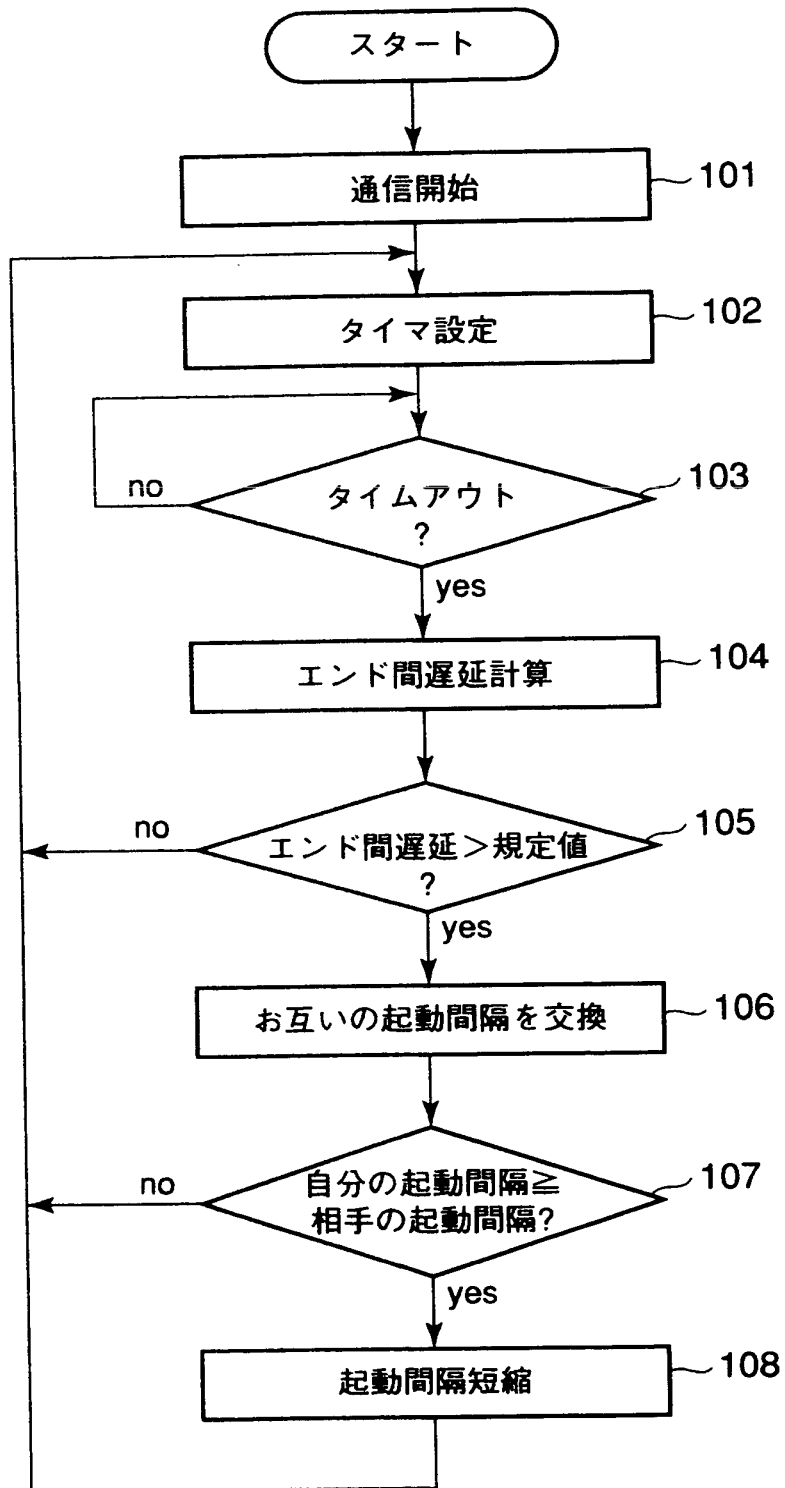 スタート
通信開始
101
タイマ設定
102
no
タイムアウト
?
103
yes
エンド間遅延計算
104
no
エンド間遅延>規定値
?
105
yes
お互いの起動間隔を交換
106
no
自分の起動間隔≧
相手の起動間隔?
107
yes
起動間隔短縮
108